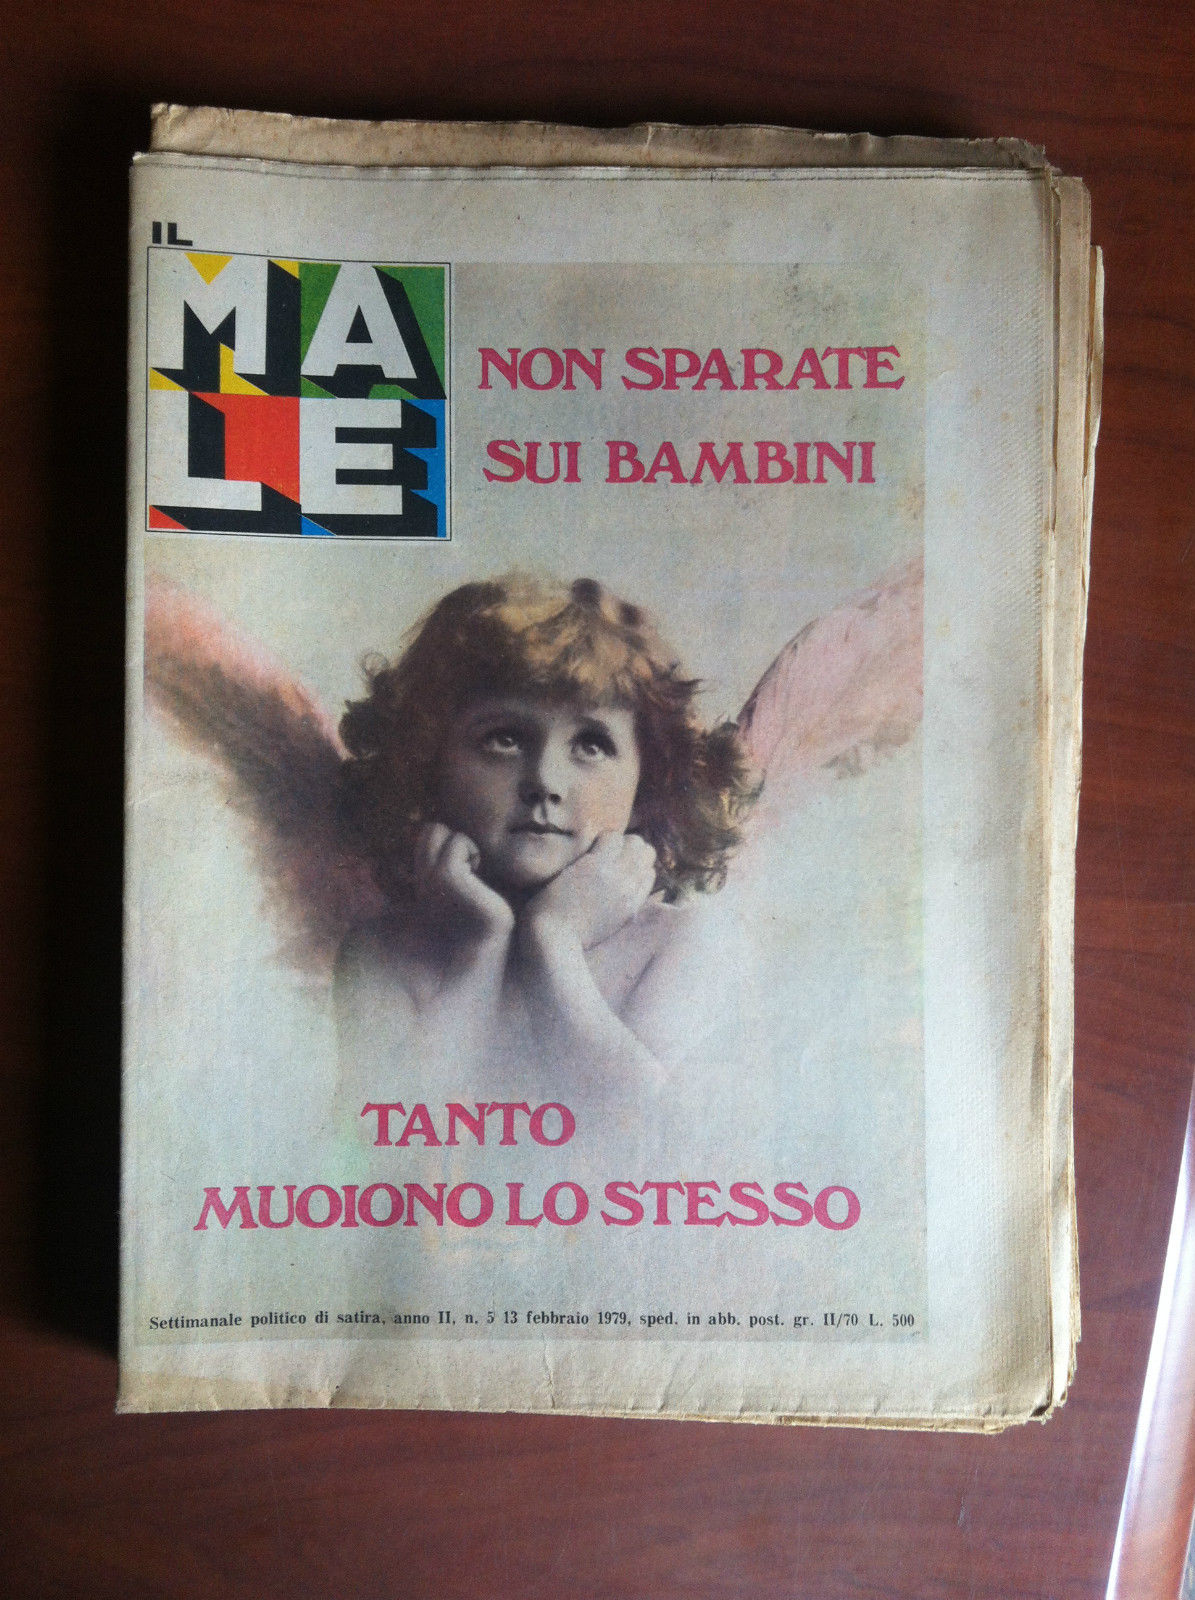 IL
MA
LE
NON SPARATE
SUI BAMBINI
TANTO
MUOIONO LO STESSO
Settimanale politico di satira, anno II, n. 5 13 febbraio 1979, sped. in abb. post. gr. II/70 L. 500